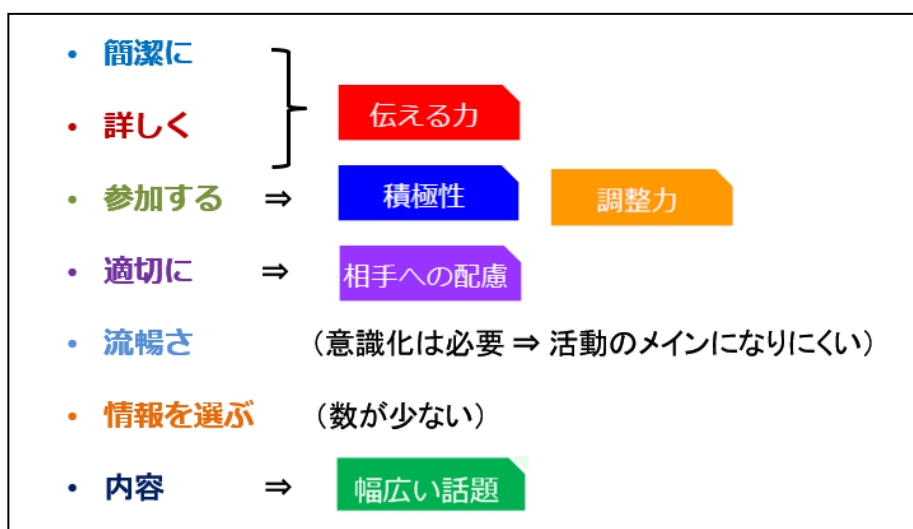 • 簡潔に
• 詳しく
伝える力
• 参加する ⇒ 積極性 調整力
• 適切に ⇒ 相手への配慮
• 流暢さ (意識化は必要 ⇒ 活動のメインになりにくい)
• 情報を選ぶ (数が少ない)
• 内容 ⇒ 幅広い話題